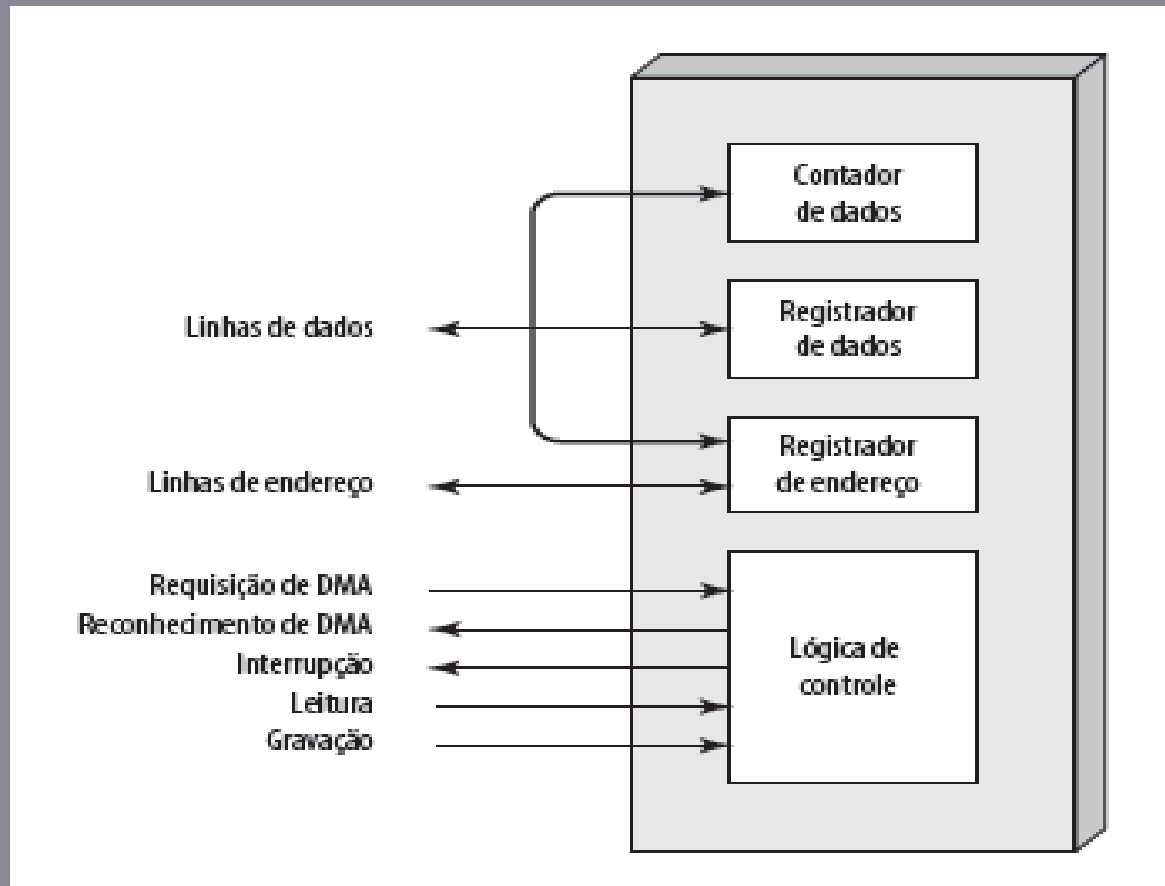 Contador
de dados
Linhas de dados
Registrador
de dados
Registrador
de endereço
Linhas de endereço
Requisição de DMA
Reconhecimento de DMA
Interrupção
Leitura
Gravação
Lógica de
controle